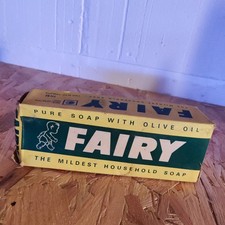 FAIRY
PURE SOAP WITH OLIVE OIL
FAIRY
THE MILDEST HOUSEHOLD SOAP